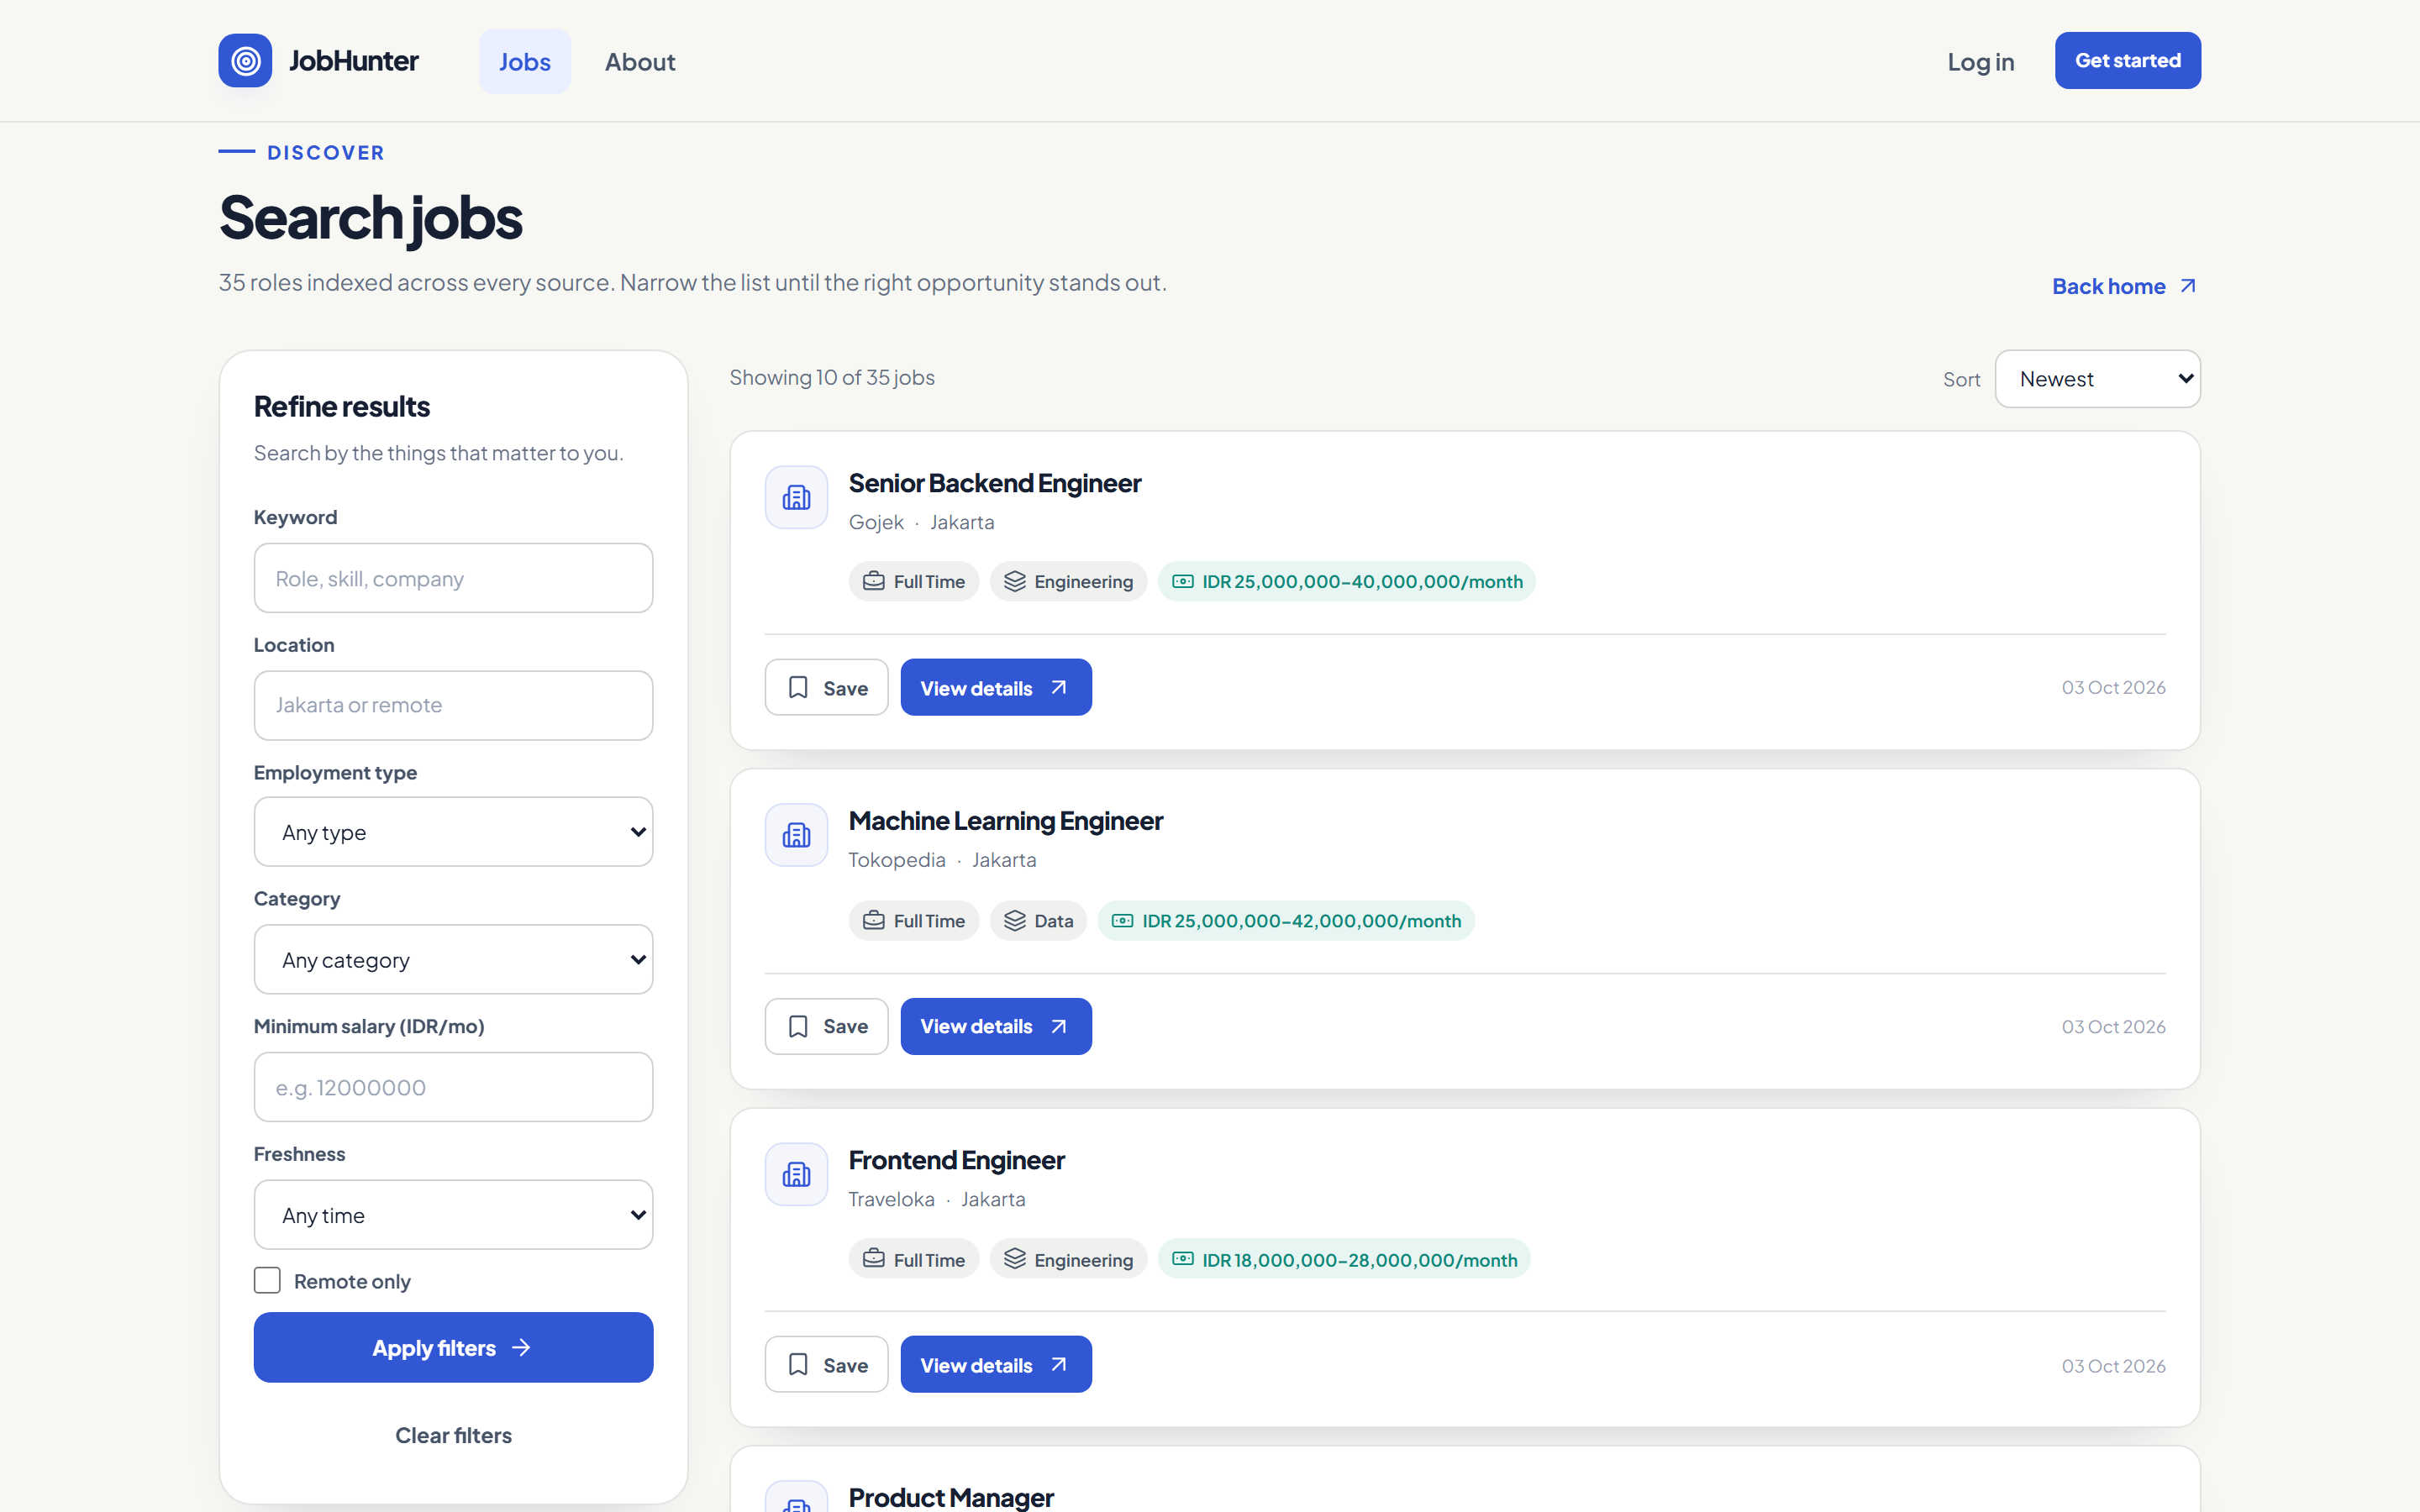 JobHunter
Jobs
About
Log in
Get started
DISCOVER
Search jobs
35 roles indexed across every source. Narrow the list until the right opportunity stands out.
Back home
Refine results
Search by the things that matter to you.
Keyword
Role, skill, company
Location
Jakarta or remote
Employment type
Any type
Category
Any category
Minimum salary (IDR/mo)
e.g. 12000000
Freshness
Any time
Remote only
Apply filters
Clear filters
Showing 10 of 35 jobs
Sort
Newest
Senior Backend Engineer
Gojek · Jakarta
Full Time
Engineering
IDR 25,000,000–40,000,000/month
Save
View details
03 Oct 2026
Machine Learning Engineer
Tokopedia · Jakarta
Full Time
Data
IDR 25,000,000–42,000,000/month
Save
View details
03 Oct 2026
Frontend Engineer
Traveloka · Jakarta
Full Time
Engineering
IDR 18,000,000–28,000,000/month
Save
View details
03 Oct 2026
Product Manager